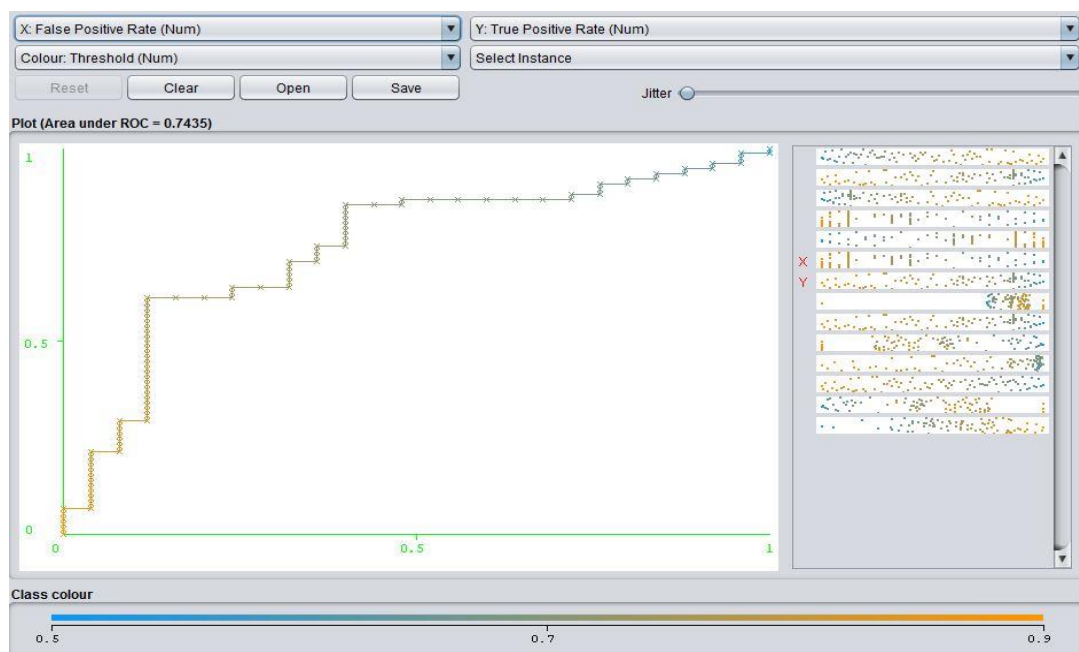 X: False Positive Rate (Num)
Y: True Positive Rate (Num)
Colour: Threshold (Num)
Select Instance
Reset
Clear
Open
Save
Jitter
Plot (Area under ROC = 0.7435)
1
0.5
0
0
0.5
1
X
Y
Class colour
0.5
0.7
0.9